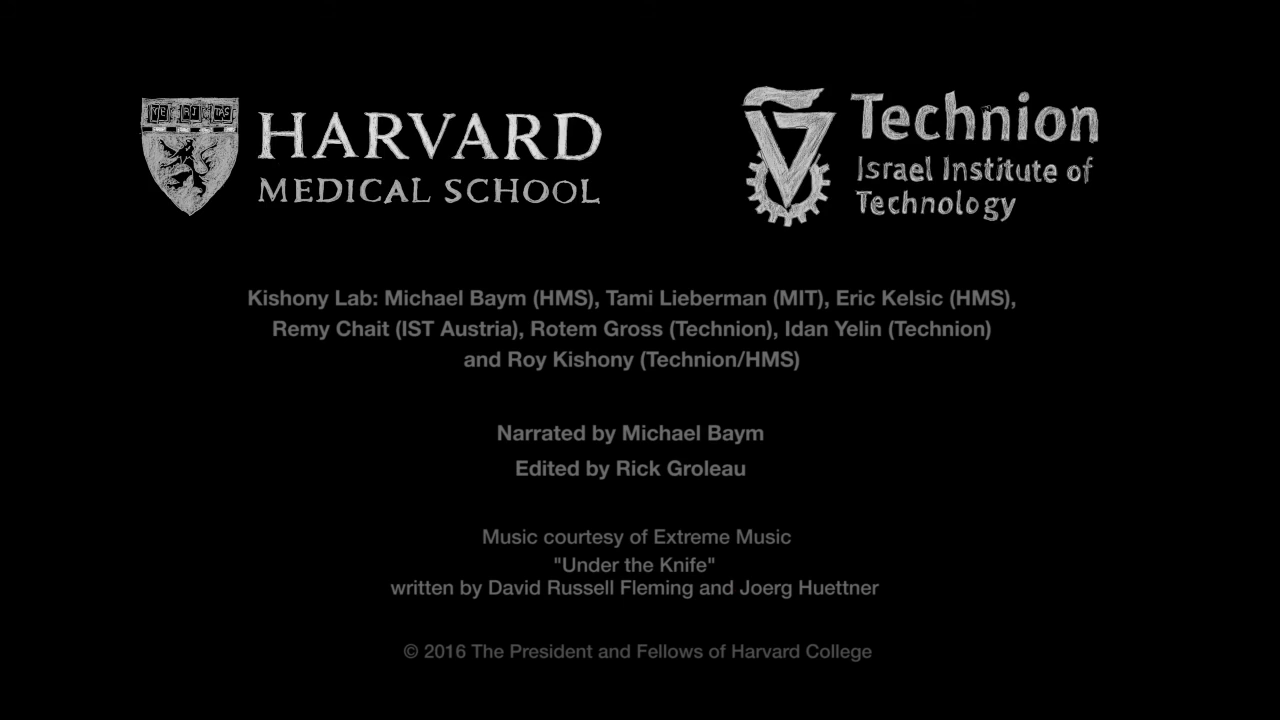 VE RI TAS
HARVARD
MEDICAL SCHOOL
Technion
Israel Institute of
Technology
Kishony Lab: Michael Baym (HMS), Tami Lieberman (MIT), Eric Kelsic (HMS),
Remy Chait (IST Austria), Rotem Gross (Technion), Idan Yelin (Technion)
and Roy Kishony (Technion/HMS)
Narrated by Michael Baym
Edited by Rick Groleau
Music courtesy of Extreme Music
"Under the Knife"
written by David Russell Fleming and Joerg Huettner
© 2016 The President and Fellows of Harvard College